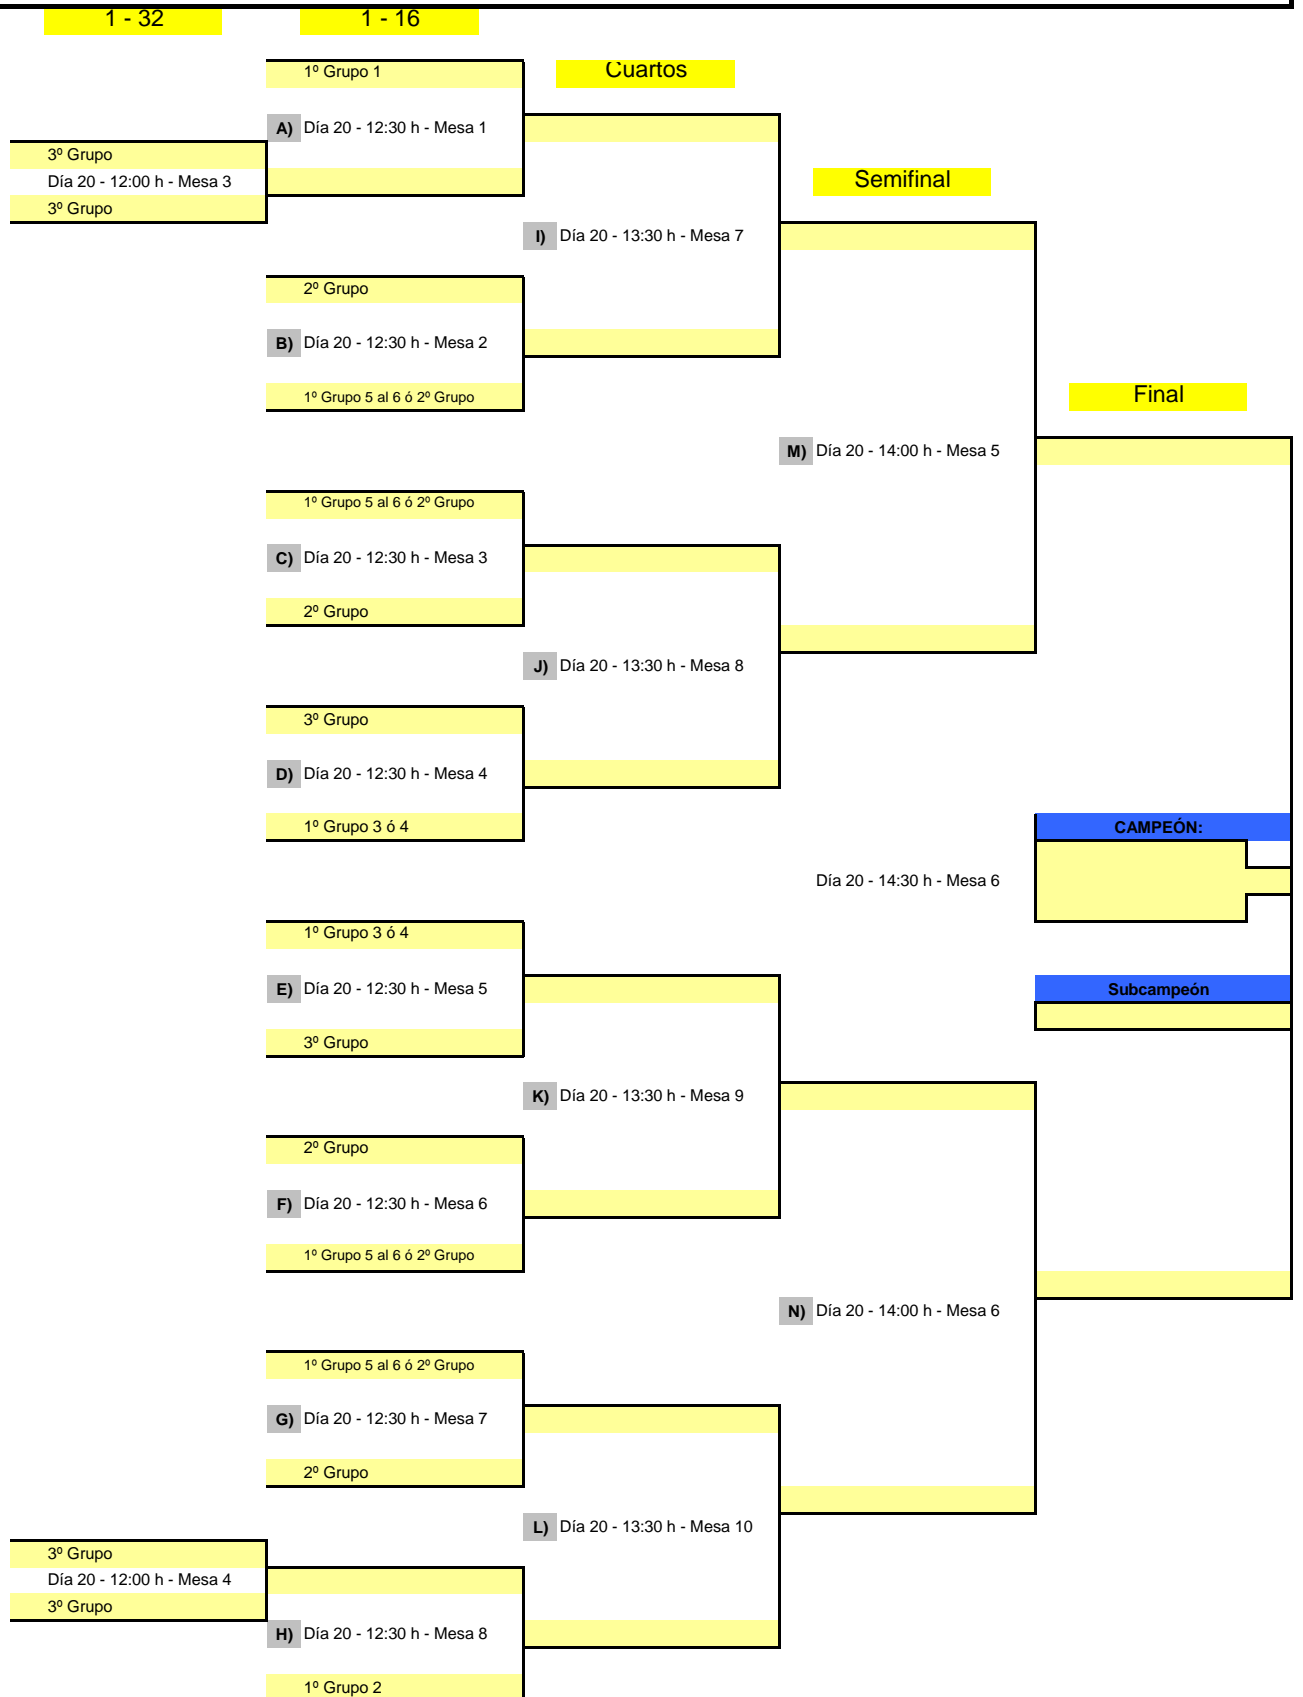 1 - 32
1 - 16
1º Grupo 1
Cuartos
A) Día 20 - 12:30 h - Mesa 1
3º Grupo
Día 20 - 12:00 h - Mesa 3
Semifinal
3º Grupo
I) Día 20 - 13:30 h - Mesa 7
2º Grupo
B) Día 20 - 12:30 h - Mesa 2
1º Grupo 5 al 6 ó 2º Grupo
Final
M) Día 20 - 14:00 h - Mesa 5
1º Grupo 5 al 6 ó 2º Grupo
C) Día 20 - 12:30 h - Mesa 3
2º Grupo
J) Día 20 - 13:30 h - Mesa 8
3º Grupo
D) Día 20 - 12:30 h - Mesa 4
1º Grupo 3 ó 4
CAMPEÓN:
Día 20 - 14:30 h - Mesa 6
1º Grupo 3 ó 4
E) Día 20 - 12:30 h - Mesa 5
Subcampeón
3º Grupo
K) Día 20 - 13:30 h - Mesa 9
2º Grupo
F) Día 20 - 12:30 h - Mesa 6
1º Grupo 5 al 6 ó 2º Grupo
N) Día 20 - 14:00 h - Mesa 6
1º Grupo 5 al 6 ó 2º Grupo
G) Día 20 - 12:30 h - Mesa 7
2º Grupo
L) Día 20 - 13:30 h - Mesa 10
3º Grupo
Día 20 - 12:00 h - Mesa 4
3º Grupo
H) Día 20 - 12:30 h - Mesa 8
1º Grupo 2